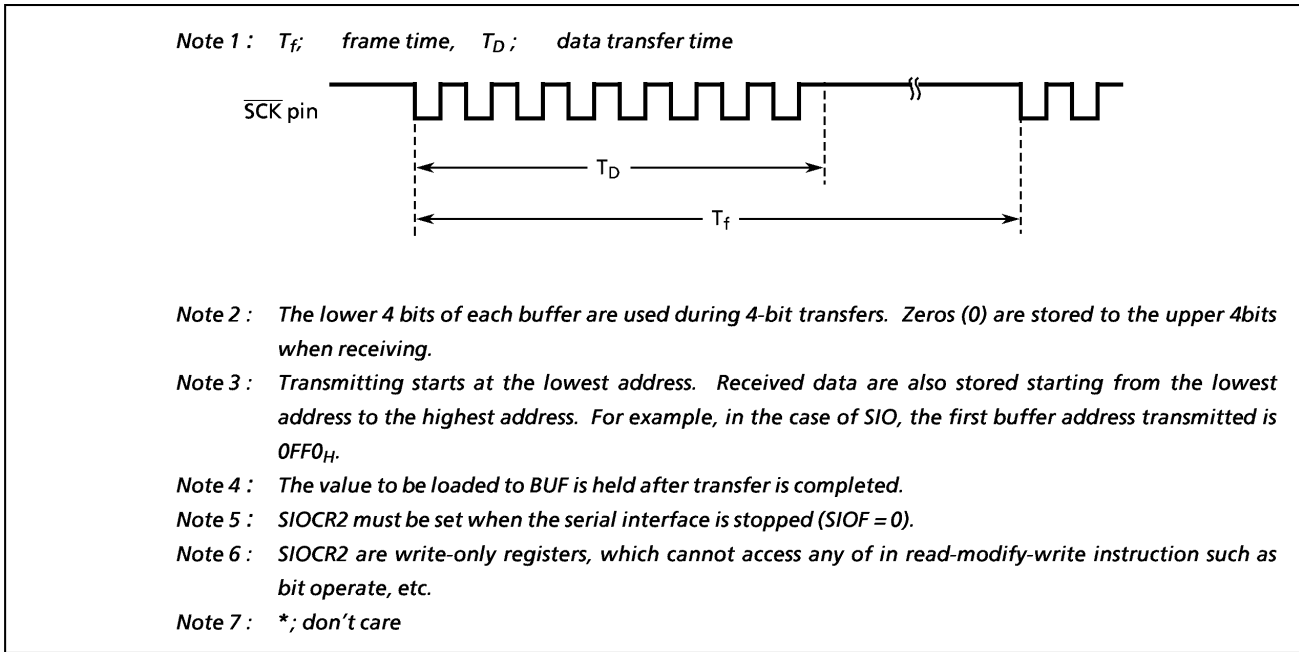 Note 1 : Tf; frame time, TD ; data transfer time
SCK pin
TD
Tf
Note 2 : The lower 4 bits of each buffer are used during 4-bit transfers. Zeros (0) are stored to the upper 4bits
when receiving.
Note 3 : Transmitting starts at the lowest address. Received data are also stored starting from the lowest
address to the highest address. For example, in the case of SIO, the first buffer address transmitted is
0FF0H.
Note 4 : The value to be loaded to BUF is held after transfer is completed.
Note 5 : SIOCR2 must be set when the serial interface is stopped (SIOF = 0).
Note 6 : SIOCR2 are write-only registers, which cannot access any of in read-modify-write instruction such as
bit operate, etc.
Note 7 : *; don't care